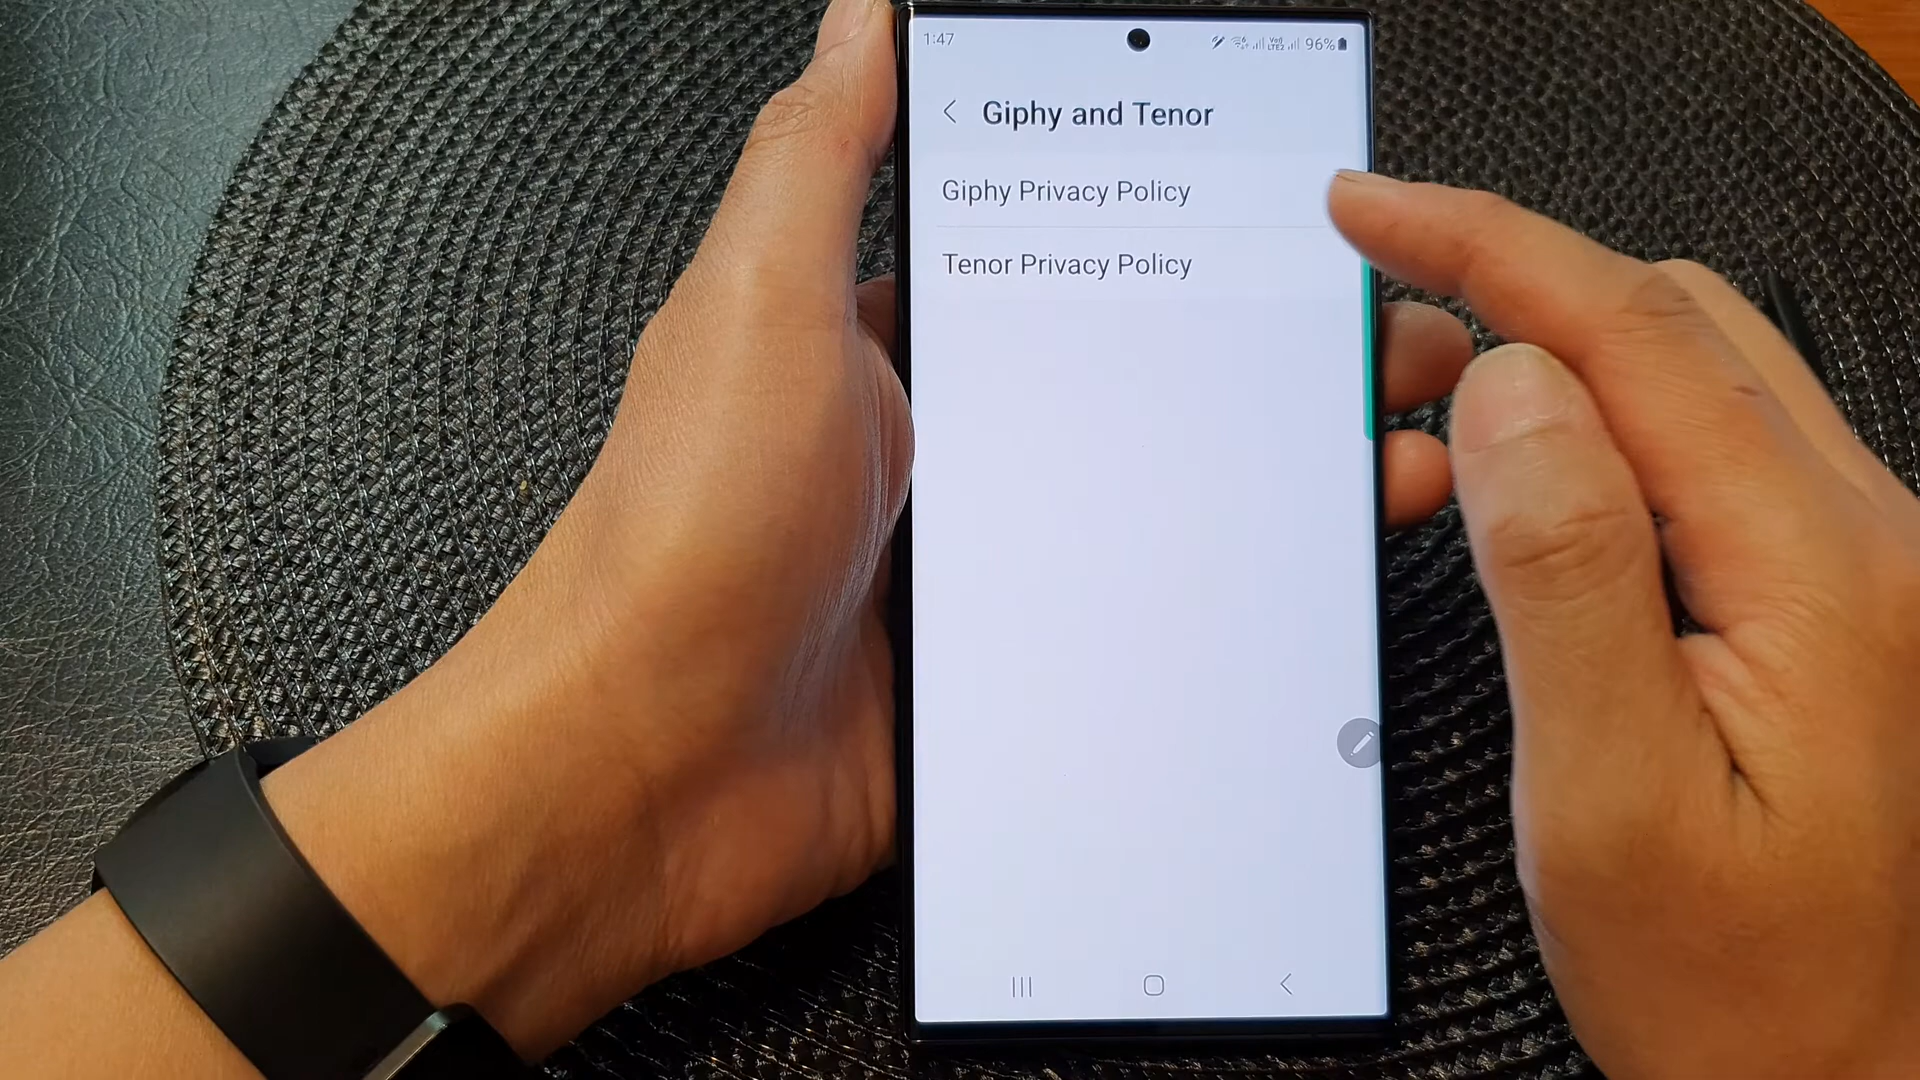 1:47
96%
Giphy and Tenor
Giphy Privacy Policy
Tenor Privacy Policy